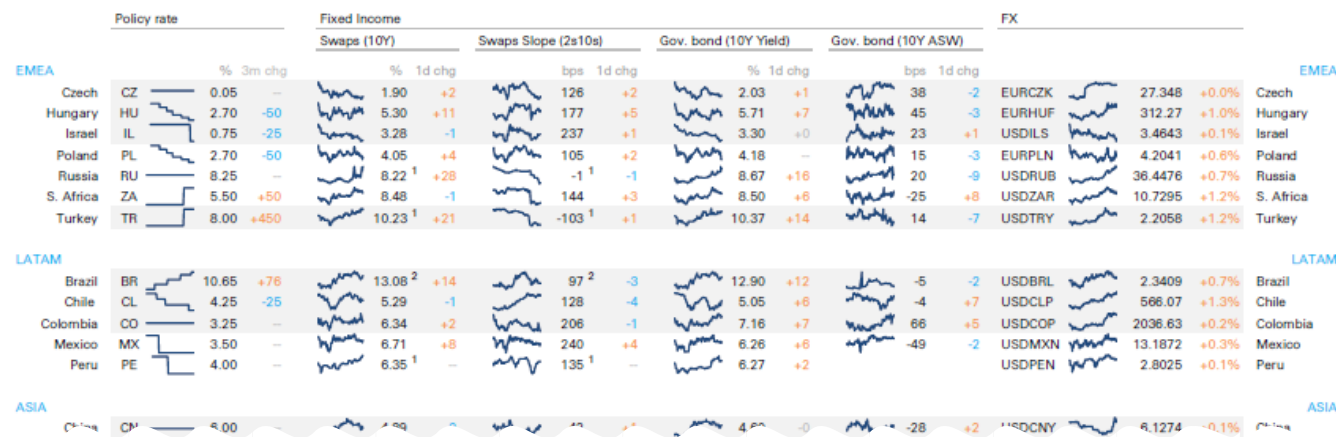 Policy rate Fixed Income FX
Swaps (10Y) Swaps Slope (2s10s) Gov. bond (10Y Yield) Gov. bond (10Y ASW)
EMEA % 3m chg % 1d chg bps 1d chg % 1d chg bps 1d chg EMEA
Czech CZ 0.05 -- 1.90 +2 126 +2 2.03 +1 38 -2 EURCZK 27.348 +0.0% Czech
Hungary HU 2.70 -50 5.30 +11 177 +5 5.71 +7 45 -3 EURHUF 312.27 +1.0% Hungary
Israel IL 0.75 -25 3.28 -1 237 +1 3.30 +0 23 +1 USDILS 3.4643 +0.1% Israel
Poland PL 2.70 -50 4.05 +4 105 +2 4.18 -- 15 -3 EURPLN 4.2041 +0.6% Poland
Russia RU 8.25 -- 8.22 1 +28 -1 1 -1 8.67 +16 20 -9 USDRUB 36.4476 +0.7% Russia
S. Africa ZA 5.50 +50 8.48 -1 144 +3 8.50 +6 -25 +8 USDZAR 10.7295 +1.2% S. Africa
Turkey TR 8.00 +450 10.23 1 +21 -103 1 +1 10.37 +14 14 -7 USDTRY 2.2058 +1.2% Turkey
LATAM LATAM
Brazil BR 10.65 +76 13.08 2 +14 97 2 -3 12.90 +12 -5 -2 USDBRL 2.3409 +0.7% Brazil
Chile CL 4.25 -25 5.29 -1 128 -4 5.05 +6 -4 +7 USDCLP 566.07 +1.3% Chile
Colombia CO 3.25 -- 6.34 +2 206 -1 7.16 +7 66 +5 USDCOP 2036.63 +0.2% Colombia
Mexico MX 3.50 -- 6.71 +8 240 +4 6.26 +6 -49 -2 USDMXN 13.1872 +0.3% Mexico
Peru PE 4.00 -- 6.35 1 -- 135 1 -- 6.27 +2 USDPEN 2.8025 +0.1% Peru
ASIA ASIA
China CN 6.00 -- -28 +2 USDCNY 6.1274 China